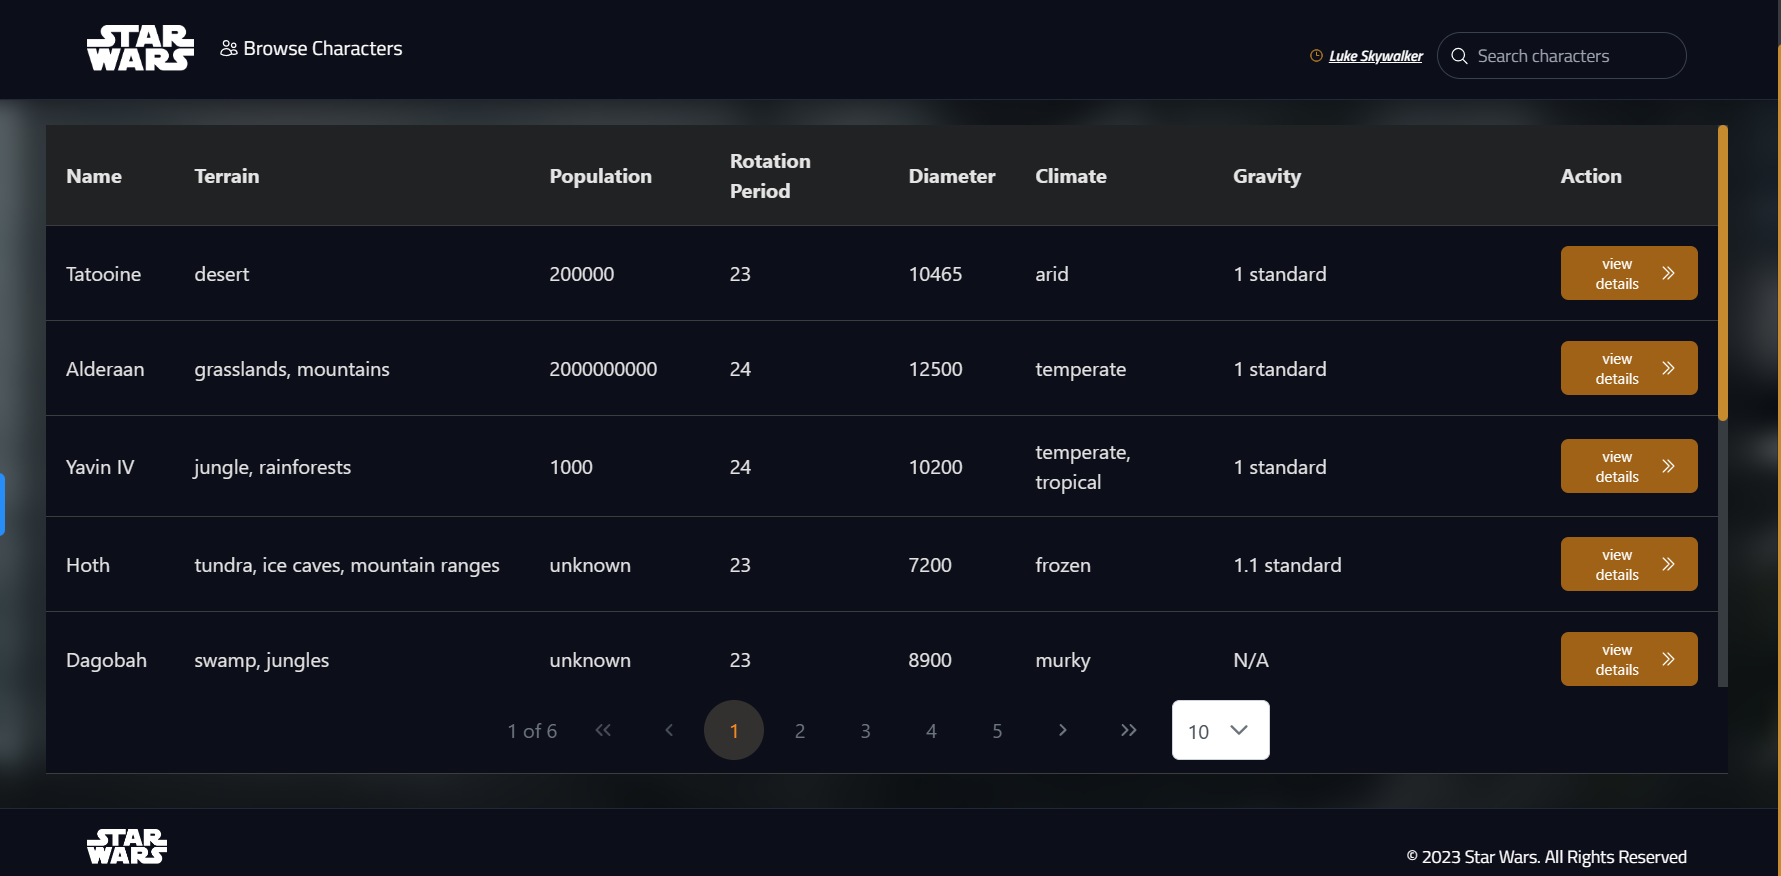 STAR
WARS
Browse Characters
Luke Skywalker
Search characters
Name Terrain Population Rotation Period Diameter Climate Gravity Action
Tatooine desert 200000 23 10465 arid 1 standard view details
Alderaan grasslands, mountains 2000000000 24 12500 temperate 1 standard view details
Yavin IV jungle, rainforests 1000 24 10200 temperate, tropical 1 standard view details
Hoth tundra, ice caves, mountain ranges unknown 23 7200 frozen 1.1 standard view details
Dagobah swamp, jungles unknown 23 8900 murky N/A view details
1 of 6 « ‹ 1 2 3 4 5 › » 10
STAR
WARS
© 2023 Star Wars. All Rights Reserved